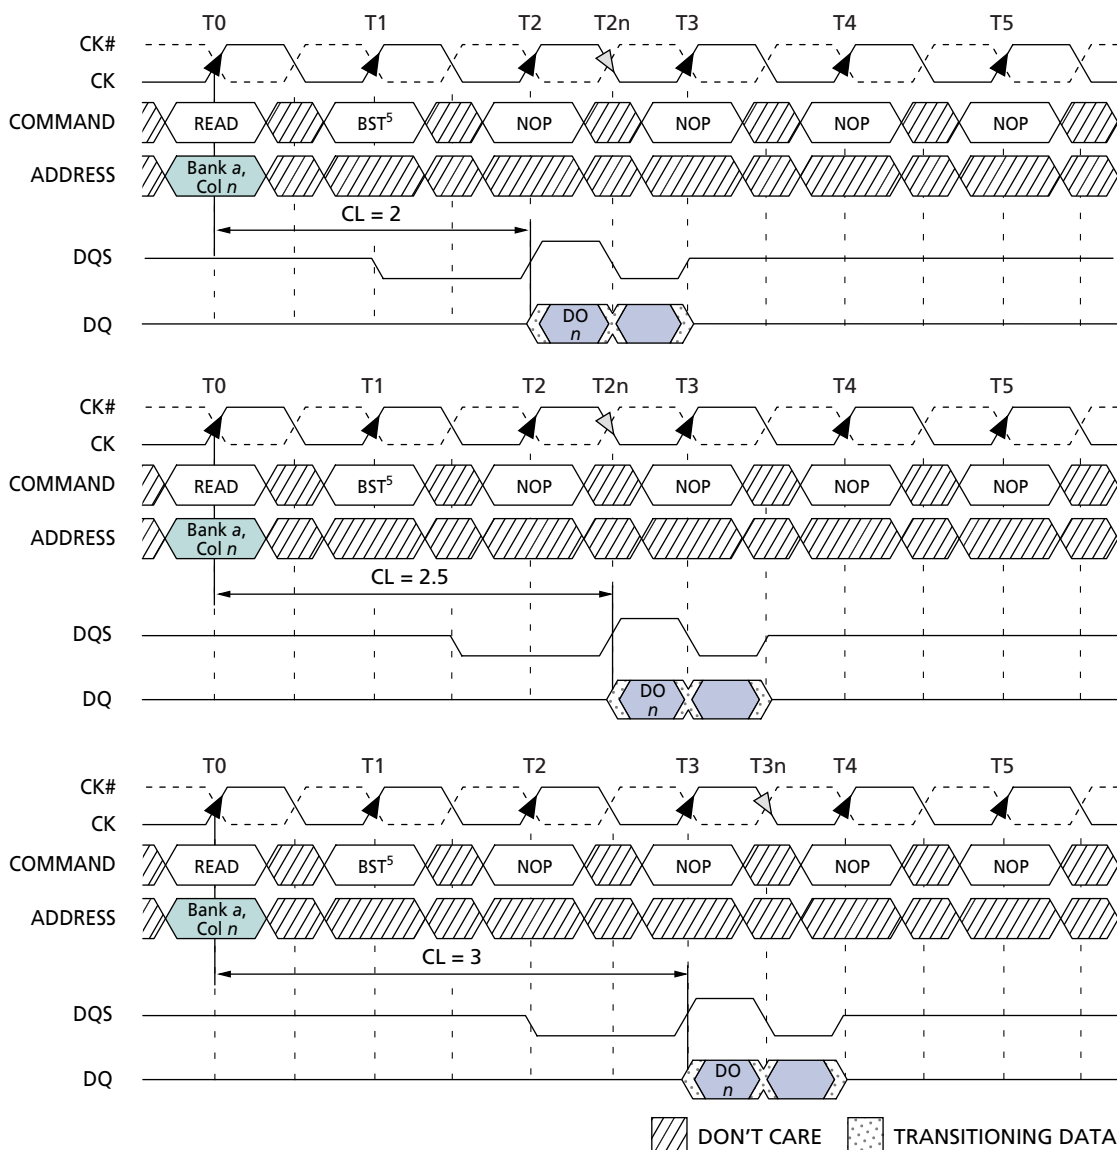 T0 T1 T2 T2n T3 T4 T5
CK#
CK
COMMAND READ BST5 NOP NOP NOP NOP
ADDRESS Bank a,
Col n
CL = 2
DQS
DQ DO
n
T0 T1 T2 T2n T3 T4 T5
CK#
CK
COMMAND READ BST5 NOP NOP NOP NOP
ADDRESS Bank a,
Col n
CL = 2.5
DQS
DQ DO
n
T0 T1 T2 T3 T3n T4 T5
CK#
CK
COMMAND READ BST5 NOP NOP NOP NOP
ADDRESS Bank a,
Col n
CL = 3
DQS
DQ DO
n
DON'T CARE TRANSITIONING DATA